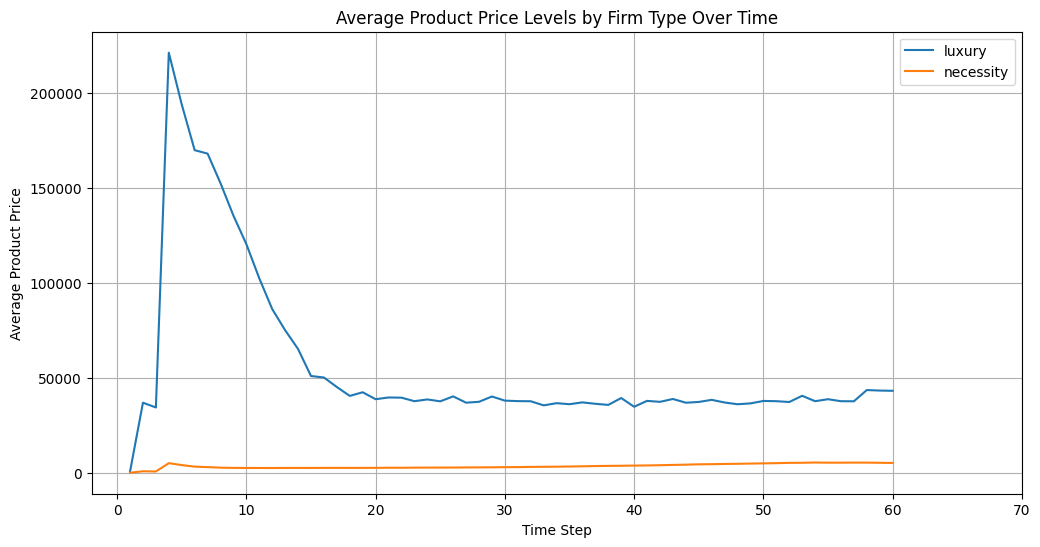 Average Product Price Levels by Firm Type Over Time
luxury
necessity
Average Product Price
200000
150000
100000
50000
0
0 10 20 30 40 50 60 70
Time Step